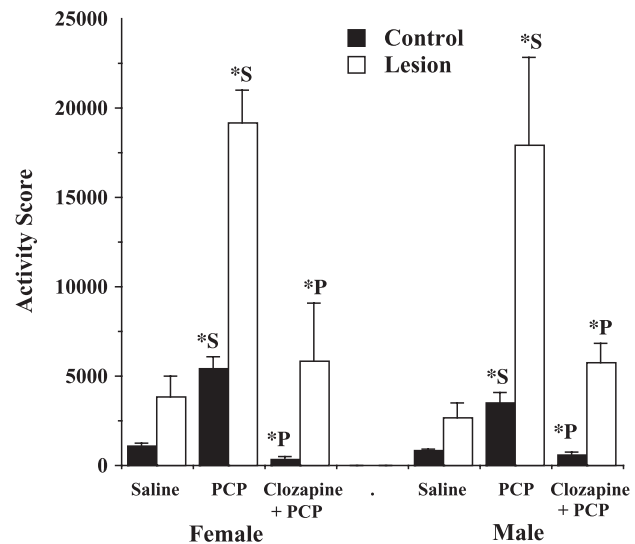 25000
20000
15000
10000
5000
0
Activity Score
Control
Lesion
*S
*S
*P
*P
*S
*S
*P
*P
Saline PCP Clozapine + PCP . Saline PCP Clozapine + PCP
Female Male